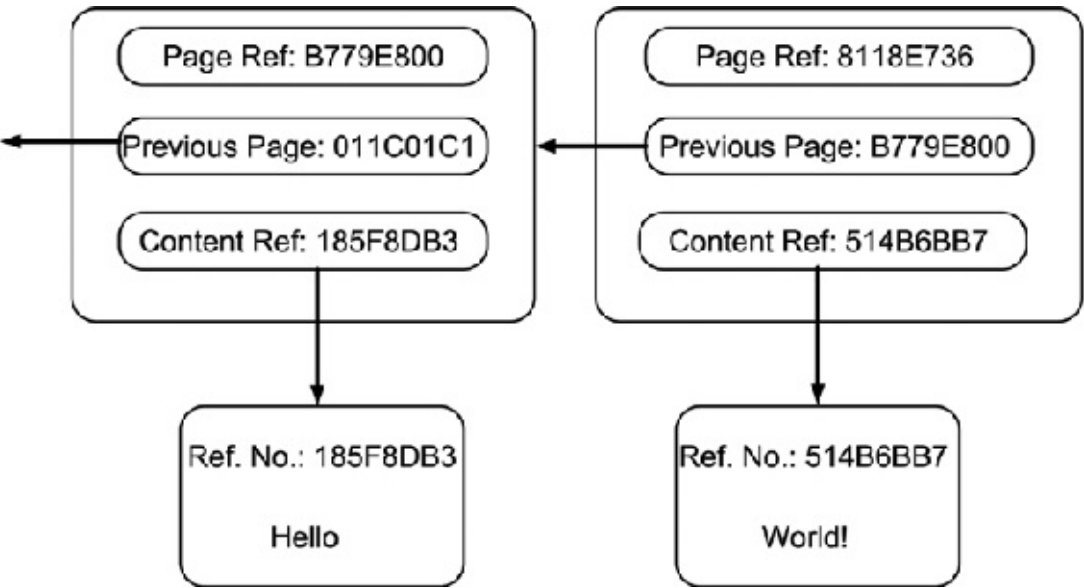 Page Ref: B779E800
Previous Page: 011C01C1
Content Ref: 185F8DB3
Ref. No.: 185F8DB3
Hello
Page Ref: 8118E736
Previous Page: B779E800
Content Ref: 514B6BB7
Ref. No.: 514B6BB7
World!